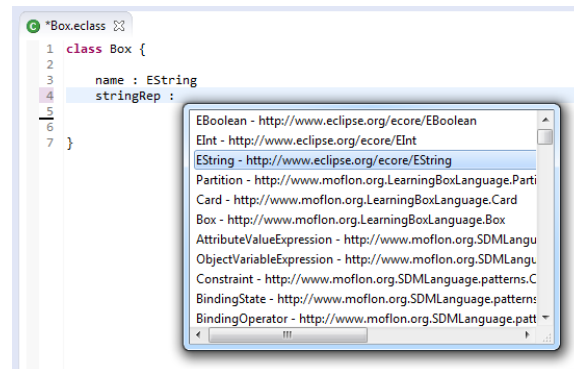 *Box.eclass
1 class Box {
2
3 name : EString
4 stringRep :
5
6
7 }
EBoolean - http://www.eclipse.org/ecore/EBoolean
EInt - http://www.eclipse.org/ecore/EInt
EString - http://www.eclipse.org/ecore/EString
Partition - http://www.moflon.org.LearningBoxLanguage.Parti
Card - http://www.moflon.org.LearningBoxLanguage.Card
Box - http://www.moflon.org.LearningBoxLanguage.Box
AttributeValueExpression - http://www.moflon.org.SDMLangu
ObjectVariableExpression - http://www.moflon.org.SDMLangu
Constraint - http://www.moflon.org.SDMLanguage.patterns.C
BindingState - http://www.moflon.org.SDMLanguage.patterns
BindingOperator - http://www.moflon.org.SDMLanguage.patt